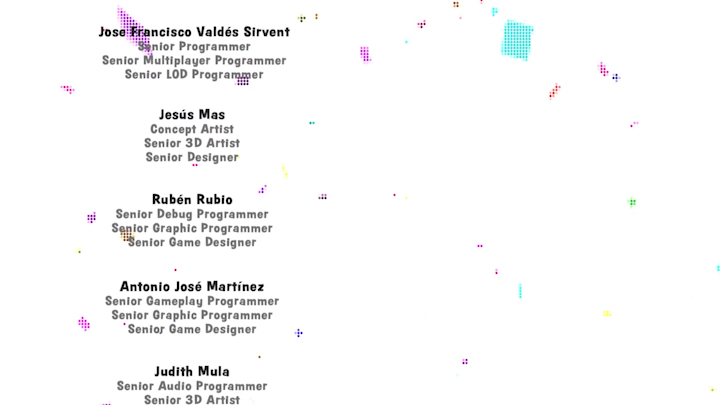 Jose Francisco Valdés Sirvent
Senior Programmer
Senior Multiplayer Programmer
Senior LOD Programmer
Jesús Mas
Concept Artist
Senior 3D Artist
Senior Designer
Rubén Rubio
Senior Debug Programmer
Senior Graphic Programmer
Senior Game Designer
Antonio José Martínez
Senior Gameplay Programmer
Senior Graphic Programmer
Senior Game Designer
Judith Mula
Senior Audio Programmer
Senior 3D Artist